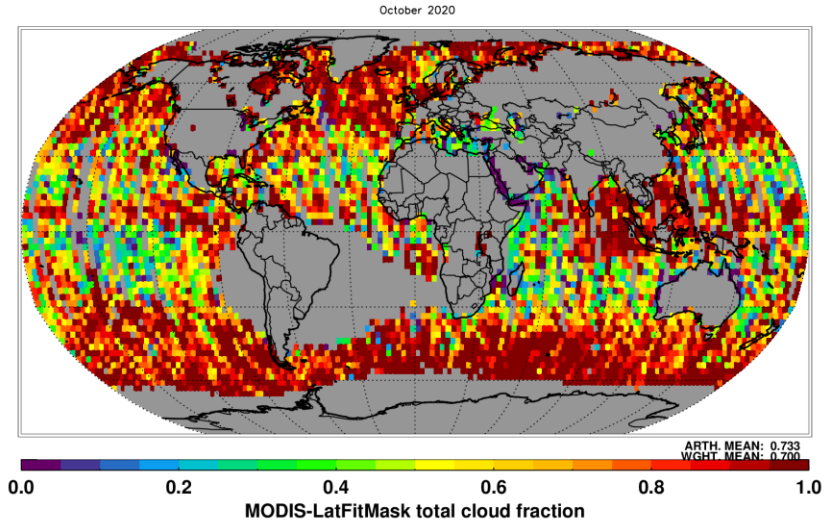 October 2020
ARTH. MEAN: 0.733
WGHT. MEAN: 0.700
0.0 0.2 0.4 0.6 0.8 1.0
MODIS-LatFitMask total cloud fraction